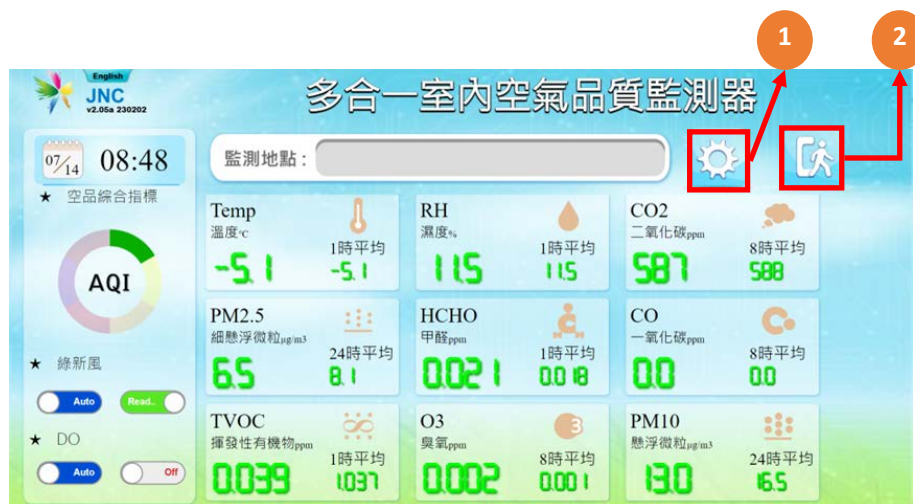 1
2
English
JNC
v2.05a 230202
多合一室內空氣品質監測器
07/14 08:48
監測地點：
★ 空品綜合指標
AQI
Temp
溫度℃
1時平均
-5.1
-5.1
RH
濕度%
1時平均
11.5
11.5
CO2
二氧化碳ppm
8時平均
587
588
PM2.5
細懸浮微粒μg/m3
24時平均
6.5
8.1
HCHO
甲醛ppm
1時平均
0.021
0.018
CO
一氧化碳ppm
8時平均
0.0
0.0
★ 綠新風
Auto
Read..
TVOC
揮發性有機物ppm
1時平均
0.039
1.037
O3
臭氧ppm
3
8時平均
0.002
0.001
PM10
懸浮微粒μg/m3
24時平均
13.0
16.5
★ DO
Auto
Off